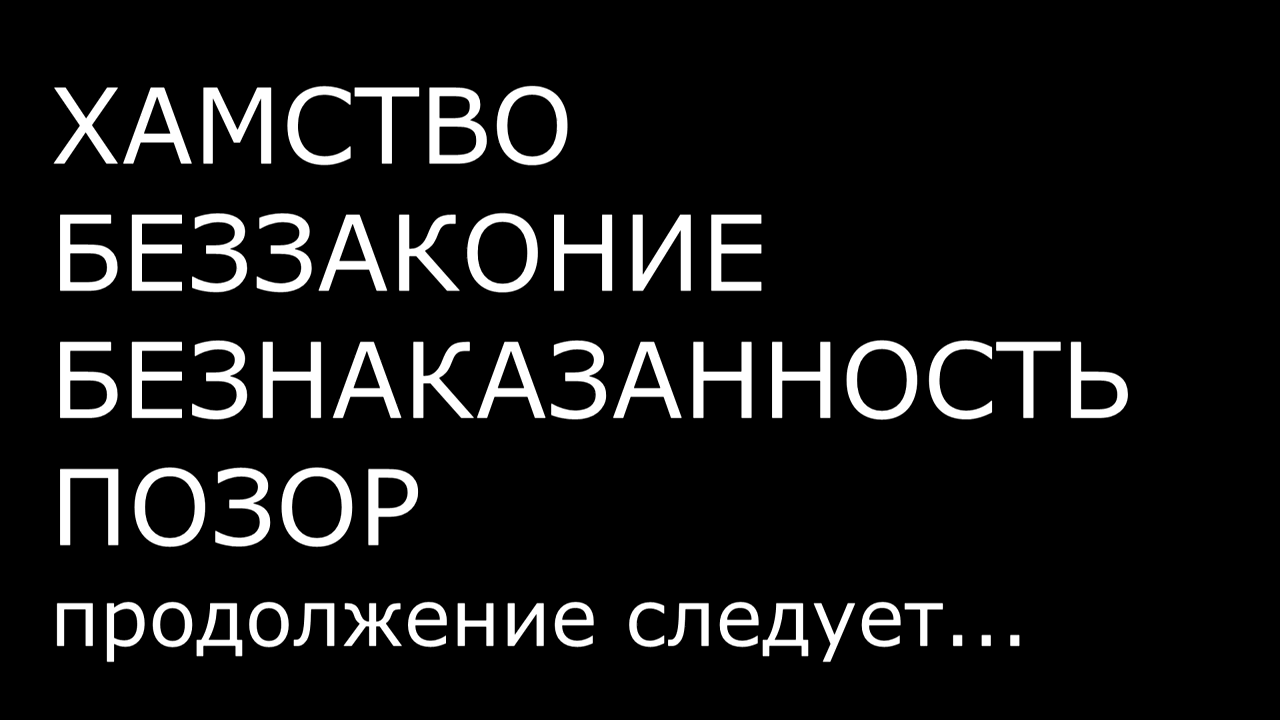 ХАМСТВО
БЕЗЗАКОНИЕ
БЕЗНАКАЗАННОСТЬ
ПОЗОР
продолжение следует...